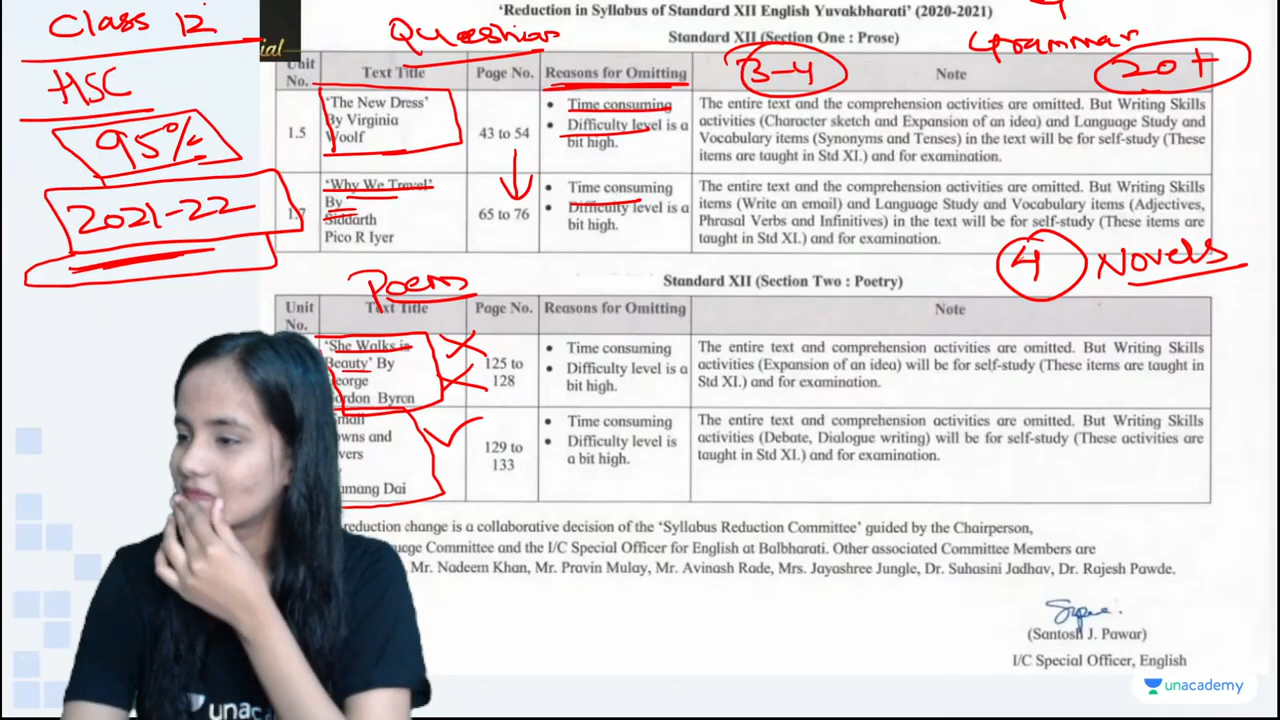 Class 12
HSC
95%
2021-22
Question
Grammar
3-4
20+
4 Novels
Poem
ial
'Reduction in Syllabus of Standard XII English Yuvakbharati' (2020-2021)
Standard XII (Section One : Prose)
Unit No.
Text Title
Page No.
Reasons for Omitting
Note
1.5
'The New Dress'
By Virginia
Woolf
43 to 54
• Time consuming
• Difficulty level is a
bit high.
The entire text and the comprehension activities are omitted. But Writing Skills
activities (Character sketch and Expansion of an idea) and Language Study and
Vocabulary items (Synonyms and Tenses) in the text will be for self-study (These
items are taught in Std XI.) and for examination.
1.7
'Why We Travel'
By
Siddarth
Pico R Iyer
65 to 76
• Time consuming
• Difficulty level is a
bit high.
The entire text and the comprehension activities are omitted. But Writing Skills
items (Write an email) and Language Study and Vocabulary items (Adjectives,
Phrasal Verbs and Infinitives) in the text will be for self-study (These items are
taught in Std XI.) and for examination.
Standard XII (Section Two : Poetry)
Unit
No.
Text Title
Page No.
Reasons for Omitting
Note
'She Walks in
Beauty' By
George
Gordon Byron
125 to
128
• Time consuming
• Difficulty level is a
bit high.
The entire text and comprehension activities are omitted. But Writing Skills
activities (Expansion of an idea) will be for self-study (These items are taught in
Std XI.) and for examination.
Small
owns and
vers
amang Dai
129 to
133
• Time consuming
• Difficulty level is
a bit high.
The entire text and comprehension activities are omitted. But Writing Skills
activities (Debate, Dialogue writing) will be for self-study (These activities are
taught in Std XI.) and for examination.
reduction change is a collaborative decision of the 'Syllabus Reduction Committee' guided by the Chairperson,
Committee and the I/C Special Officer for English at Balbharati. Other associated Committee Members are
Mr. Nadeem Khan, Mr. Pravin Mulay, Mr. Avinash Rade, Mrs. Jayashree Jungle, Dr. Suhasini Jadhav, Dr. Rajesh Pawde.
(Santosh J. Pawar)
I/C Special Officer, English
unacademy
unac